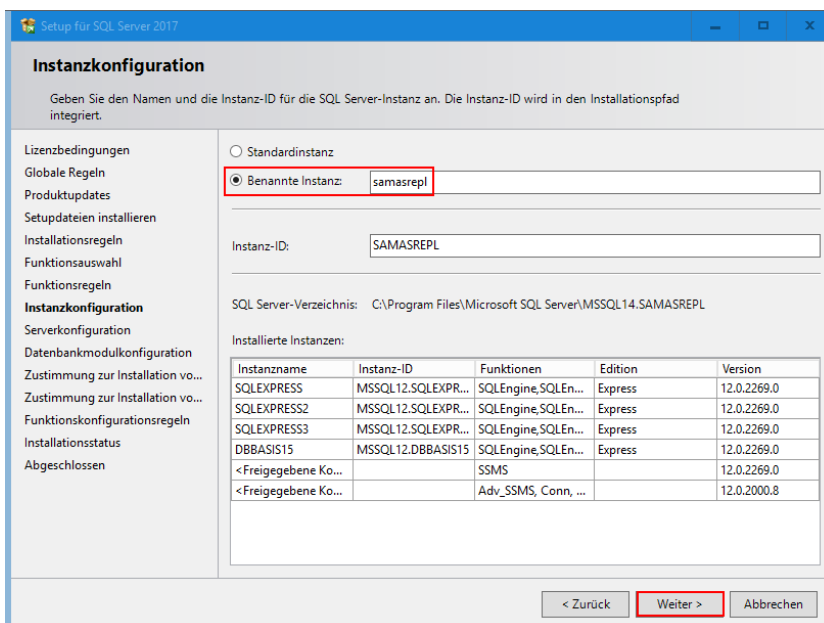 Setup für SQL Server 2017
Instanzkonfiguration
Geben Sie den Namen und die Instanz-ID für die SQL Server-Instanz an. Die Instanz-ID wird in den Installationspfad
integriert.
Lizenzbedingungen
Globale Regeln
Produktupdates
Setupdateien installieren
Installationsregeln
Funktionsauswahl
Funktionsregeln
Instanzkonfiguration
Serverkonfiguration
Datenbankmodulkonfiguration
Zustimmung zur Installation vo...
Zustimmung zur Installation vo...
Funktionskonfigurationsregeln
Installationsstatus
Abgeschlossen
Standardinstanz
Benannte Instanz: samasrepl
Instanz-ID: SAMASREPL
SQL Server-Verzeichnis: C:\Program Files\Microsoft SQL Server\MSSQL14.SAMASREPL
Installierte Instanzen:
Instanzname Instanz-ID Funktionen Edition Version
SQLEXPRESS MSSQL12.SQLEXPR... SQLEngine,SQLEn... Express 12.0.2269.0
SQLEXPRESS2 MSSQL12.SQLEXPR... SQLEngine,SQLEn... Express 12.0.2269.0
SQLEXPRESS3 MSSQL12.SQLEXPR... SQLEngine,SQLEn... Express 12.0.2269.0
DBBASIS15 MSSQL12.DBBASIS15 SQLEngine,SQLEn... Express 12.0.2269.0
<Freigegebene Ko... SSMS 12.0.2269.0
<Freigegebene Ko... Adv_SSMS, Conn, ... 12.0.2000.8
< Zurück Weiter > Abbrechen